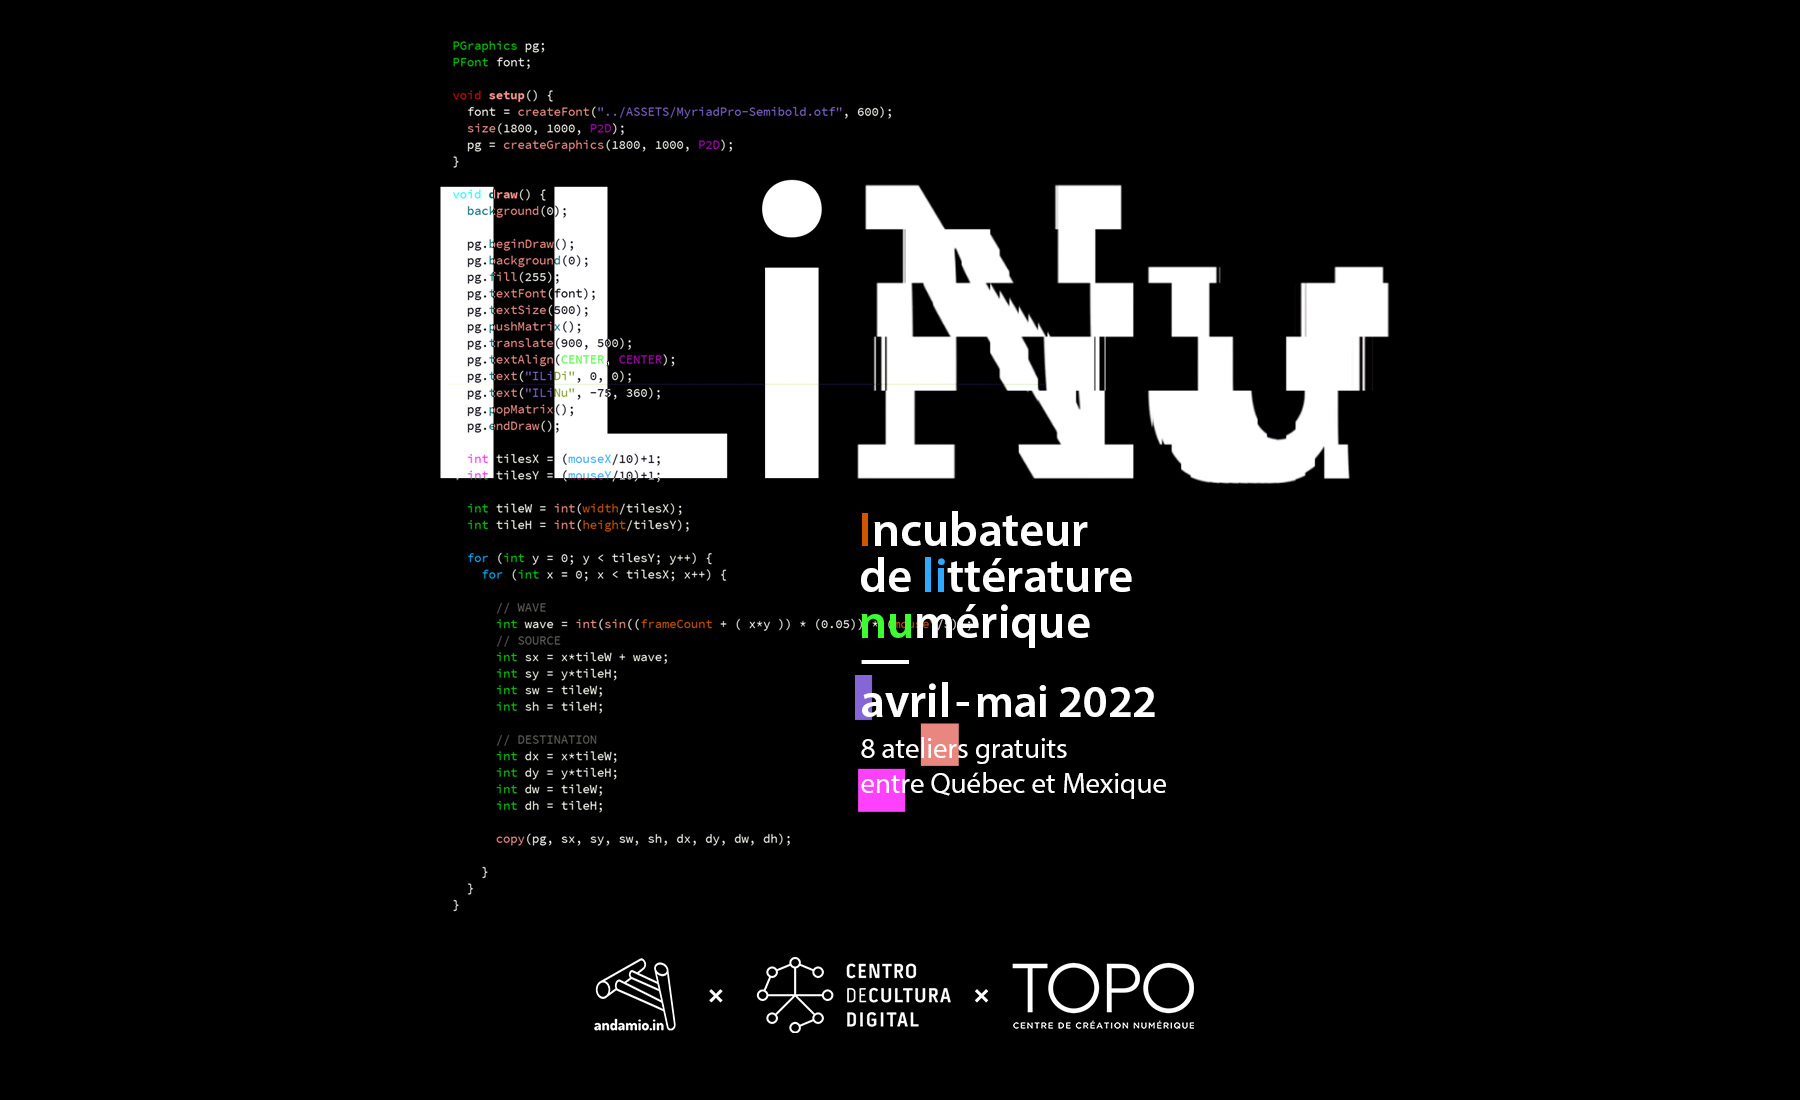 PGraphics pg;
PFont font;
void setup() {
font = createFont("../ASSETS/MyriadPro-Semibold.otf", 600);
size(1800, 1000, P2D);
pg = createGraphics(1800, 1000, P2D);
}
void draw() {
background(0);
pg.beginDraw();
pg.background(0);
pg.fill(255);
pg.textFont(font);
pg.textSize(500);
pg.pushMatrix();
pg.translate(900, 500);
pg.textAlign(CENTER, CENTER);
pg.text("ILiDi", 0, 0);
pg.text("ILiNu", -75, 360);
pg.popMatrix();
pg.endDraw();
int tilesX = (mouseX/10)+1;
int tilesY = (mouseY/10)+1;
int tileW = int(width/tilesX);
int tileH = int(height/tilesY);
for (int y = 0; y < tilesY; y++) {
for (int x = 0; x < tilesX; x++) {
// WAVE
int wave = int(sin((frameCount + ( x*y )) * (0.05)) *
// SOURCE
int sx = x*tileW + wave;
int sy = y*tileH;
int sw = tileW;
int sh = tileH;
// DESTINATION
int dx = x*tileW;
int dy = y*tileH;
int dw = tileW;
int dh = tileH;
copy(pg, sx, sy, sw, sh, dx, dy, dw, dh);
}
}
}
ILiNu
Incubateur
de littérature
numérique
avril - mai 2022
8 ateliers gratuits
entre Québec et Mexique
andamio.in
×
CENTRO
DECULTURA
DIGITAL
×
TOPO
CENTRE DE CRÉATION NUMÉRIQUE